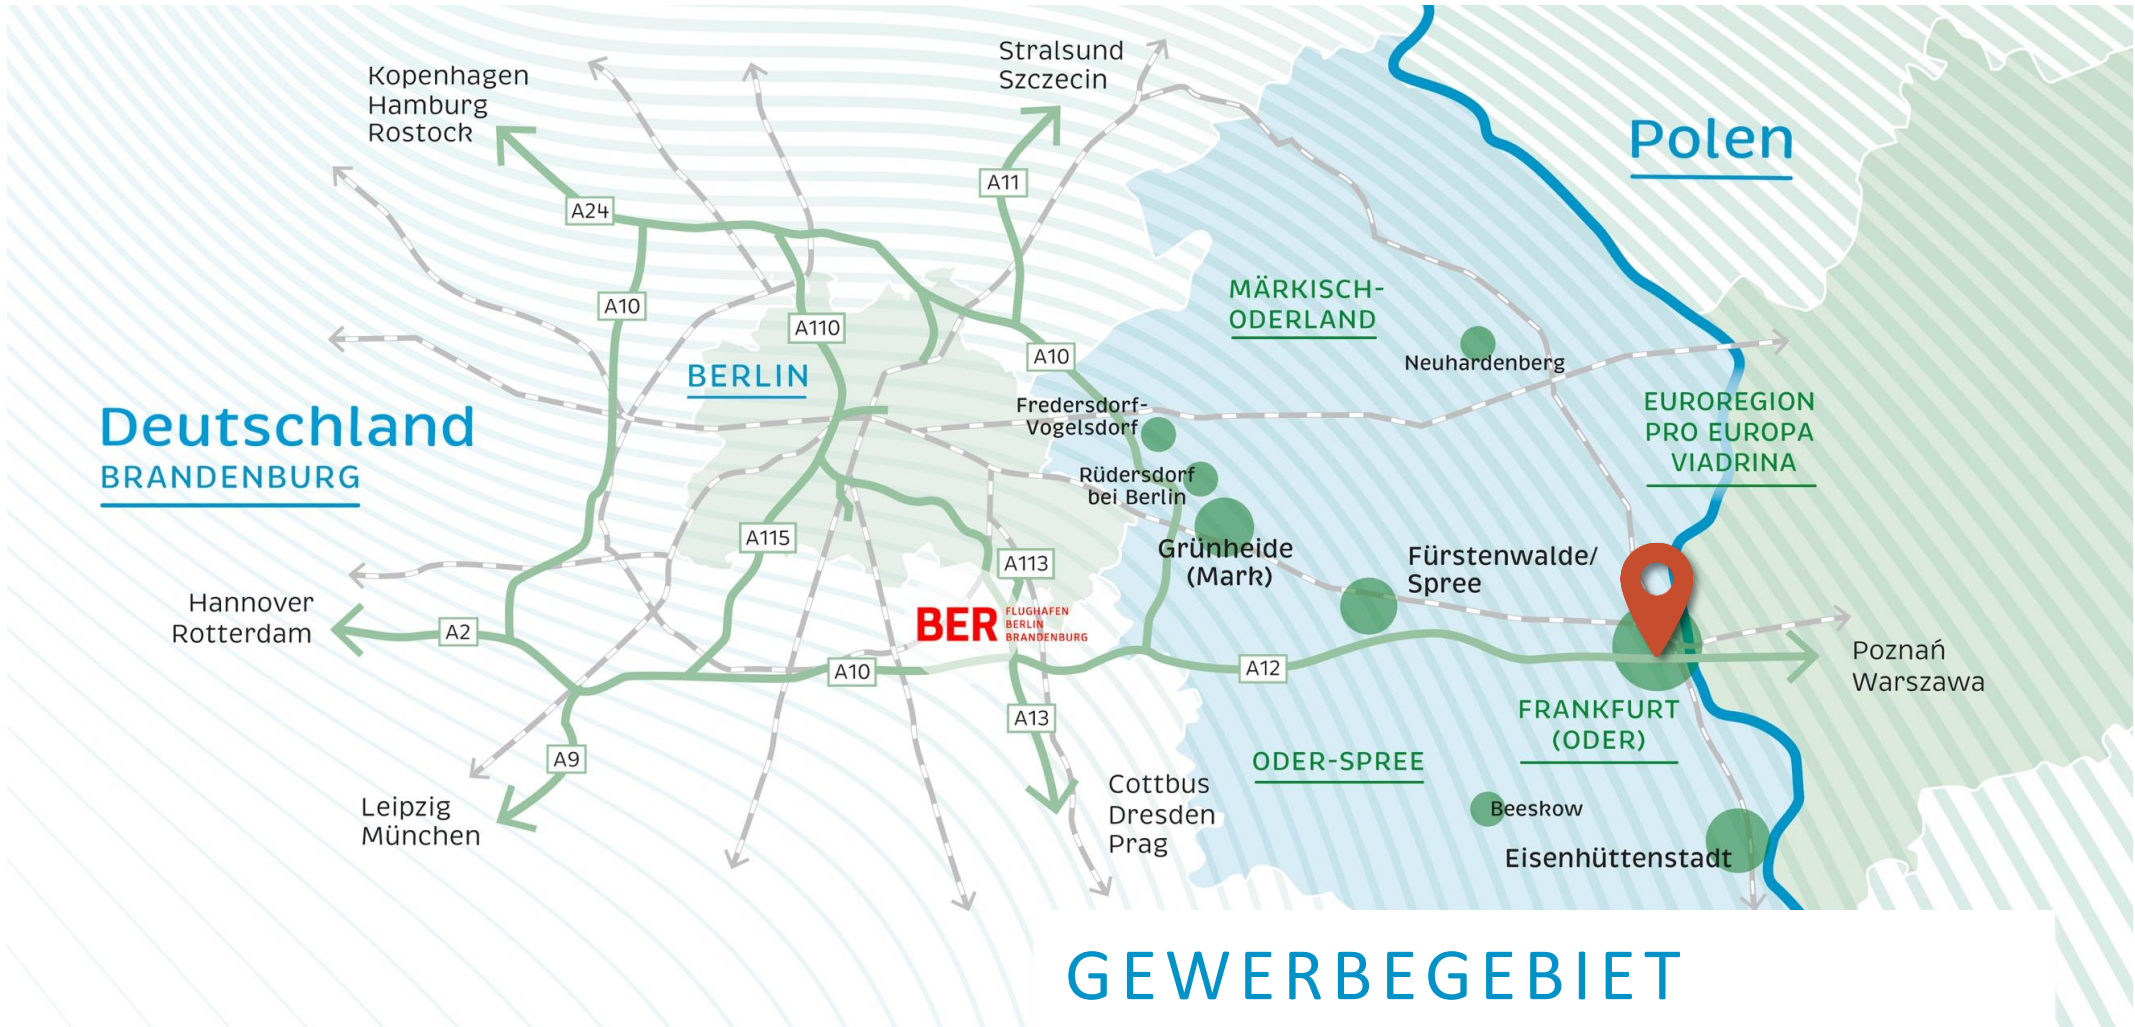 Stralsund
Szczecin
Kopenhagen
Hamburg
Rostock
Polen
A11
A24
MÄRKISCH-
ODERLAND
A10
A110
A10
Neuhardenberg
BERLIN
Fredersdorf-
Vogelsdorf
EUROREGION
PRO EUROPA
VIADRINA
Deutschland
BRANDENBURG
Rüdersdorf
bei Berlin
A115
Grünheide
(Mark)
A113
Fürstenwalde/
Spree
Hannover
Rotterdam
A2
BER
FLUGHAFEN
BERLIN
BRANDENBURG
A10
A12
Poznań
Warszawa
A13
FRANKFURT
(ODER)
A9
ODER-SPREE
Leipzig
München
Cottbus
Dresden
Prag
Beeskow
Eisenhüttenstadt
GEWERBEGEBIET